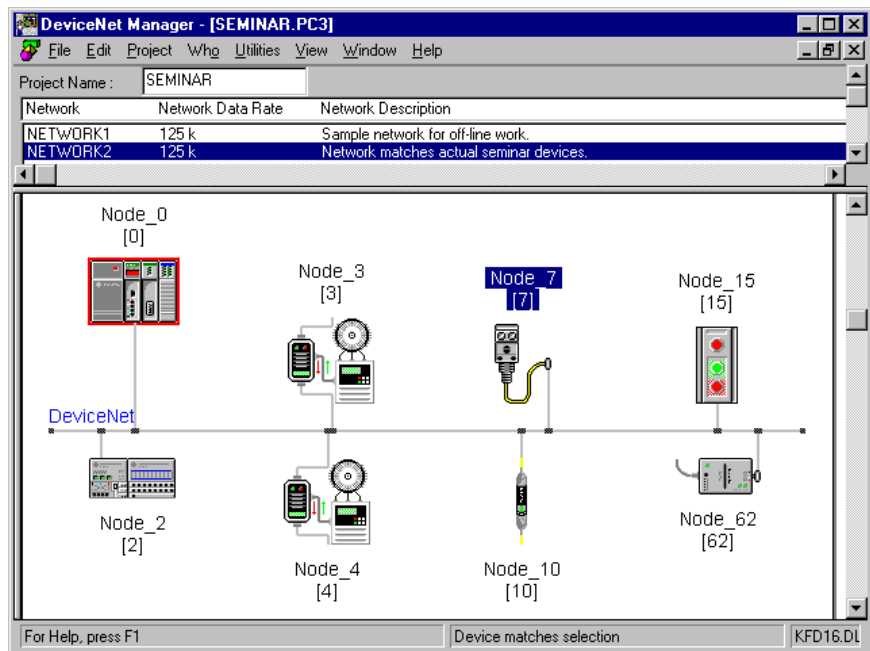 DeviceNet Manager - [SEMINAR.PC3]
File Edit Project Who Utilities View Window Help
Project Name : SEMINAR
Network Network Data Rate Network Description
NETWORK1 125 k Sample network for off-line work.
NETWORK2 125 k Network matches actual seminar devices.
Node_0
[0]
Node_3
[3]
Node_7
[7]
Node_15
[15]
DeviceNet
Node_2
[2]
Node_4
[4]
Node_10
[10]
Node_62
[62]
For Help, press F1 Device matches selection KFD16.DL